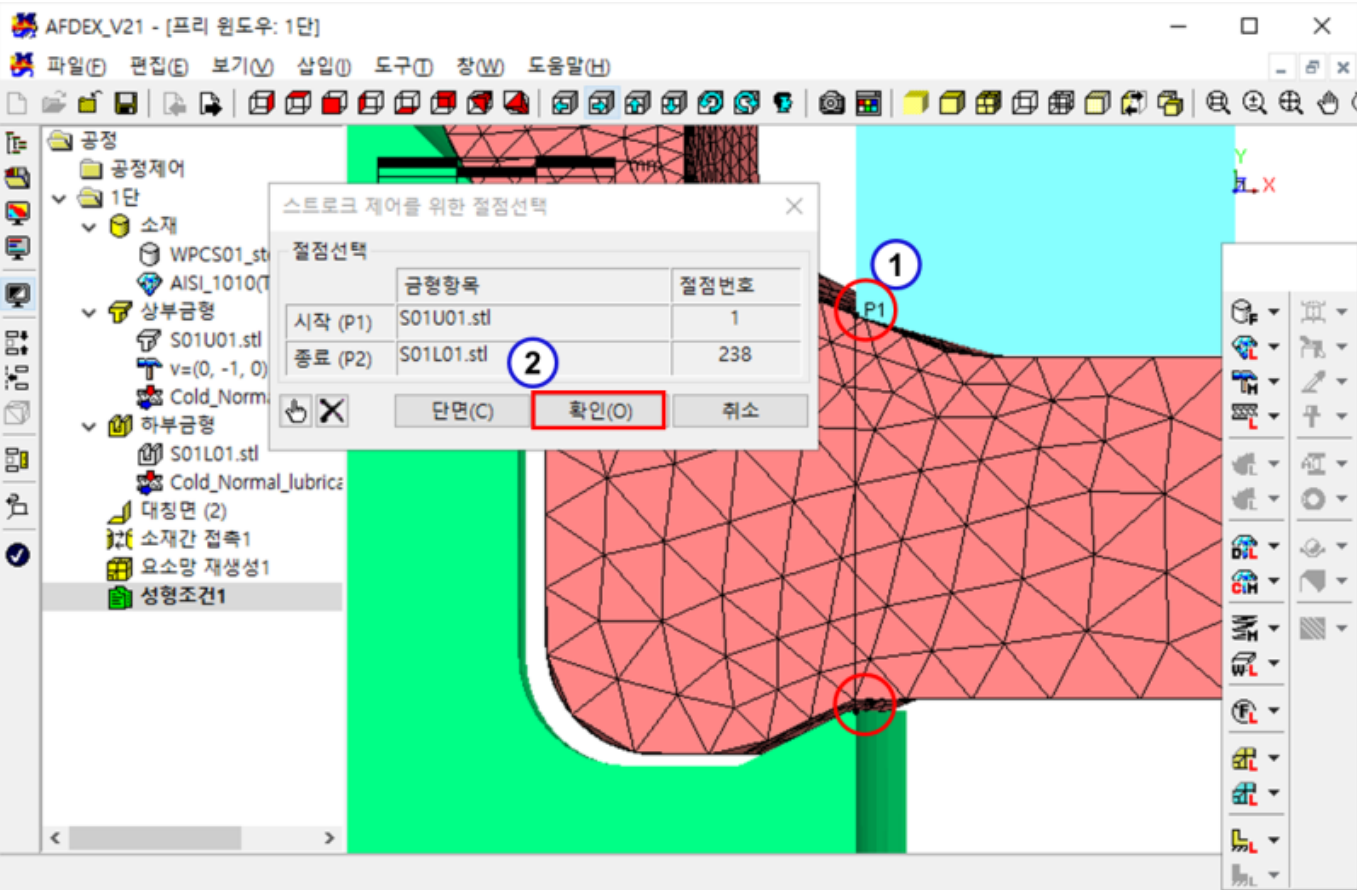 AFDEX_V21 - [프리 윈도우: 1단]
파일(F) 편집(E) 보기(V) 삽입(I) 도구(T) 창(W) 도움말(H)
공정
공정제어
1단
소재
WPCS01_st
AISI_1010(T
상부금형
S01U01.stl
v=(0, -1, 0)
Cold_Norm
하부금형
S01L01.stl
Cold_Normal_lubrica
대칭면 (2)
소재간 접촉1
요소망 재생성1
성형조건1
mm
스트로크 제어를 위한 절점선택
절점선택
금형항목 절점번호
시작 (P1) S01U01.stl 1
종료 (P2) S01L01.stl 238
단면(C) 확인(O) 취소
1
2
P1
P2
Y
X